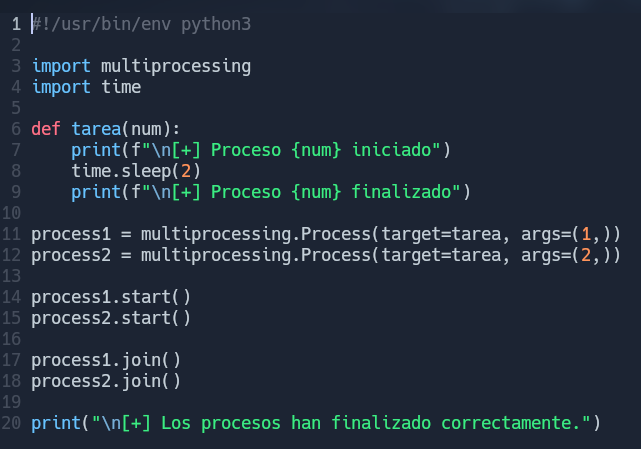 1 #!/usr/bin/env python3
2
3 import multiprocessing
4 import time
5
6 def tarea(num):
7     print(f"\n[+] Proceso {num} iniciado")
8     time.sleep(2)
9     print(f"\n[+] Proceso {num} finalizado")
10
11 process1 = multiprocessing.Process(target=tarea, args=(1,))
12 process2 = multiprocessing.Process(target=tarea, args=(2,))
13
14 process1.start()
15 process2.start()
16
17 process1.join()
18 process2.join()
19
20 print("\n[+] Los procesos han finalizado correctamente.")